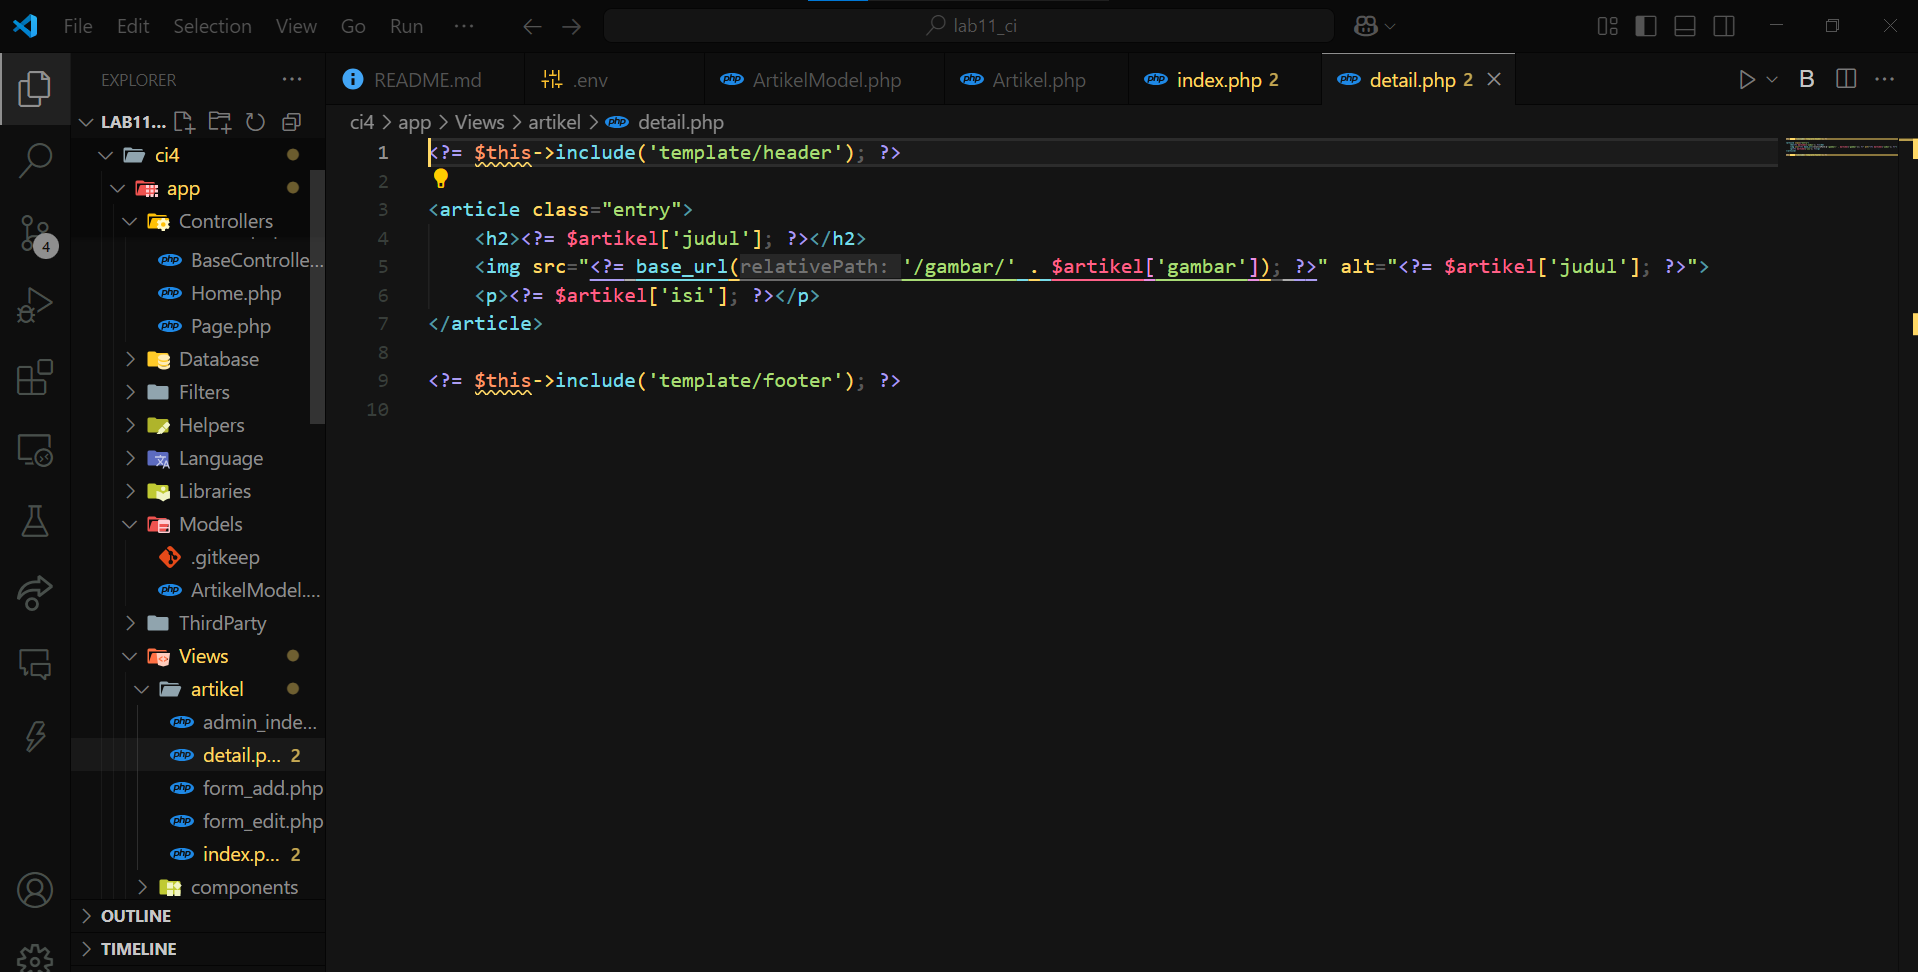 File Edit Selection View Go Run ··· lab11_ci
EXPLORER ···
README.md .env ArtikelModel.php Artikel.php index.php 2 detail.php 2
ci4 > app > Views > artikel > detail.php
LAB11...
ci4
app
Controllers
BaseControlle...
Home.php
Page.php
Database
Filters
Helpers
Language
Libraries
Models
.gitkeep
ArtikelModel....
ThirdParty
Views
artikel
admin_inde...
detail.p... 2
form_add.php
form_edit.php
index.p... 2
components
OUTLINE
TIMELINE
4
1 <?= $this->include('template/header'); ?>
2
3 <article class="entry">
4 <h2><?= $artikel['judul']; ?></h2>
5 <img src="<?= base_url(relativePath: '/gambar/' . $artikel['gambar']); ?>" alt="<?= $artikel['judul']; ?>">
6 <p><?= $artikel['isi']; ?></p>
7 </article>
8
9 <?= $this->include('template/footer'); ?>
10